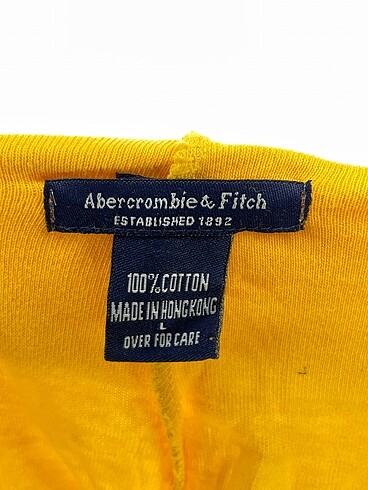 Abercrombie & Fitch
ESTABLISHED 1892
100% COTTON
MADE IN HONGKONG
L
OVER FOR CARE